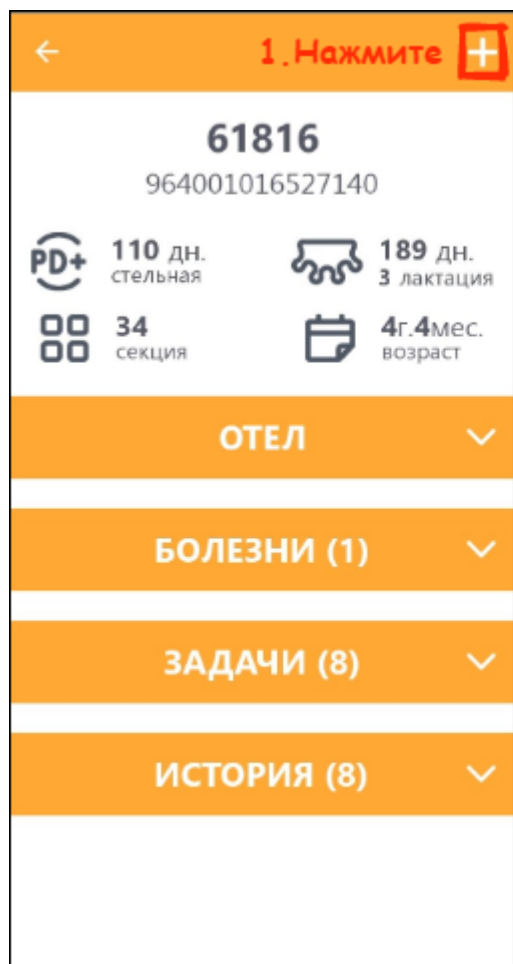 1.Нажмите
61816
964001016527140
PD+ 110 дн. 189 дн.
стельная 3 лактация
34 4г.4мес.
секция возраст
ОТЕЛ
БОЛЕЗНИ (1)
ЗАДАЧИ (8)
ИСТОРИЯ (8)